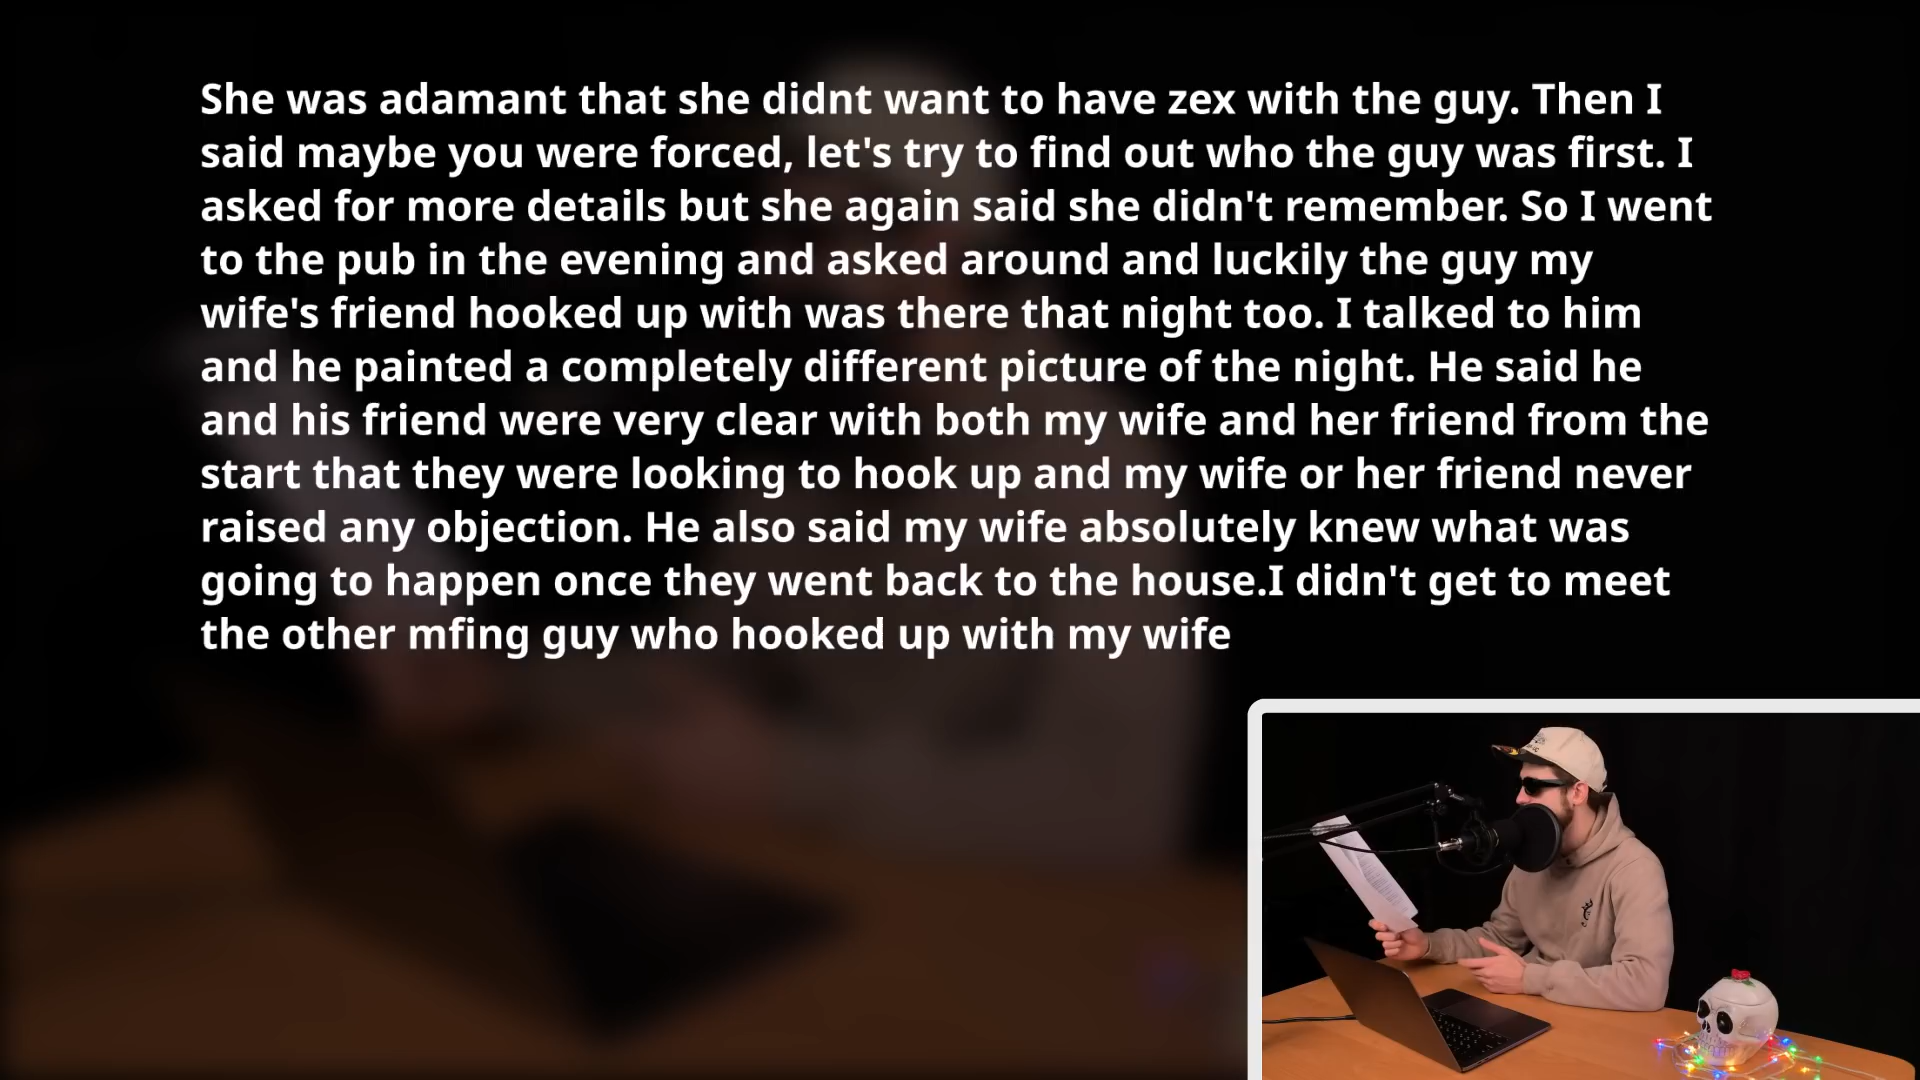 She was adamant that she didnt want to have zex with the guy. Then I
said maybe you were forced, let's try to find out who the guy was first. I
asked for more details but she again said she didn't remember. So I went
to the pub in the evening and asked around and luckily the guy my
wife's friend hooked up with was there that night too. I talked to him
and he painted a completely different picture of the night. He said he
and his friend were very clear with both my wife and her friend from the
start that they were looking to hook up and my wife or her friend never
raised any objection. He also said my wife absolutely knew what was
going to happen once they went back to the house.I didn't get to meet
the other mfing guy who hooked up with my wife